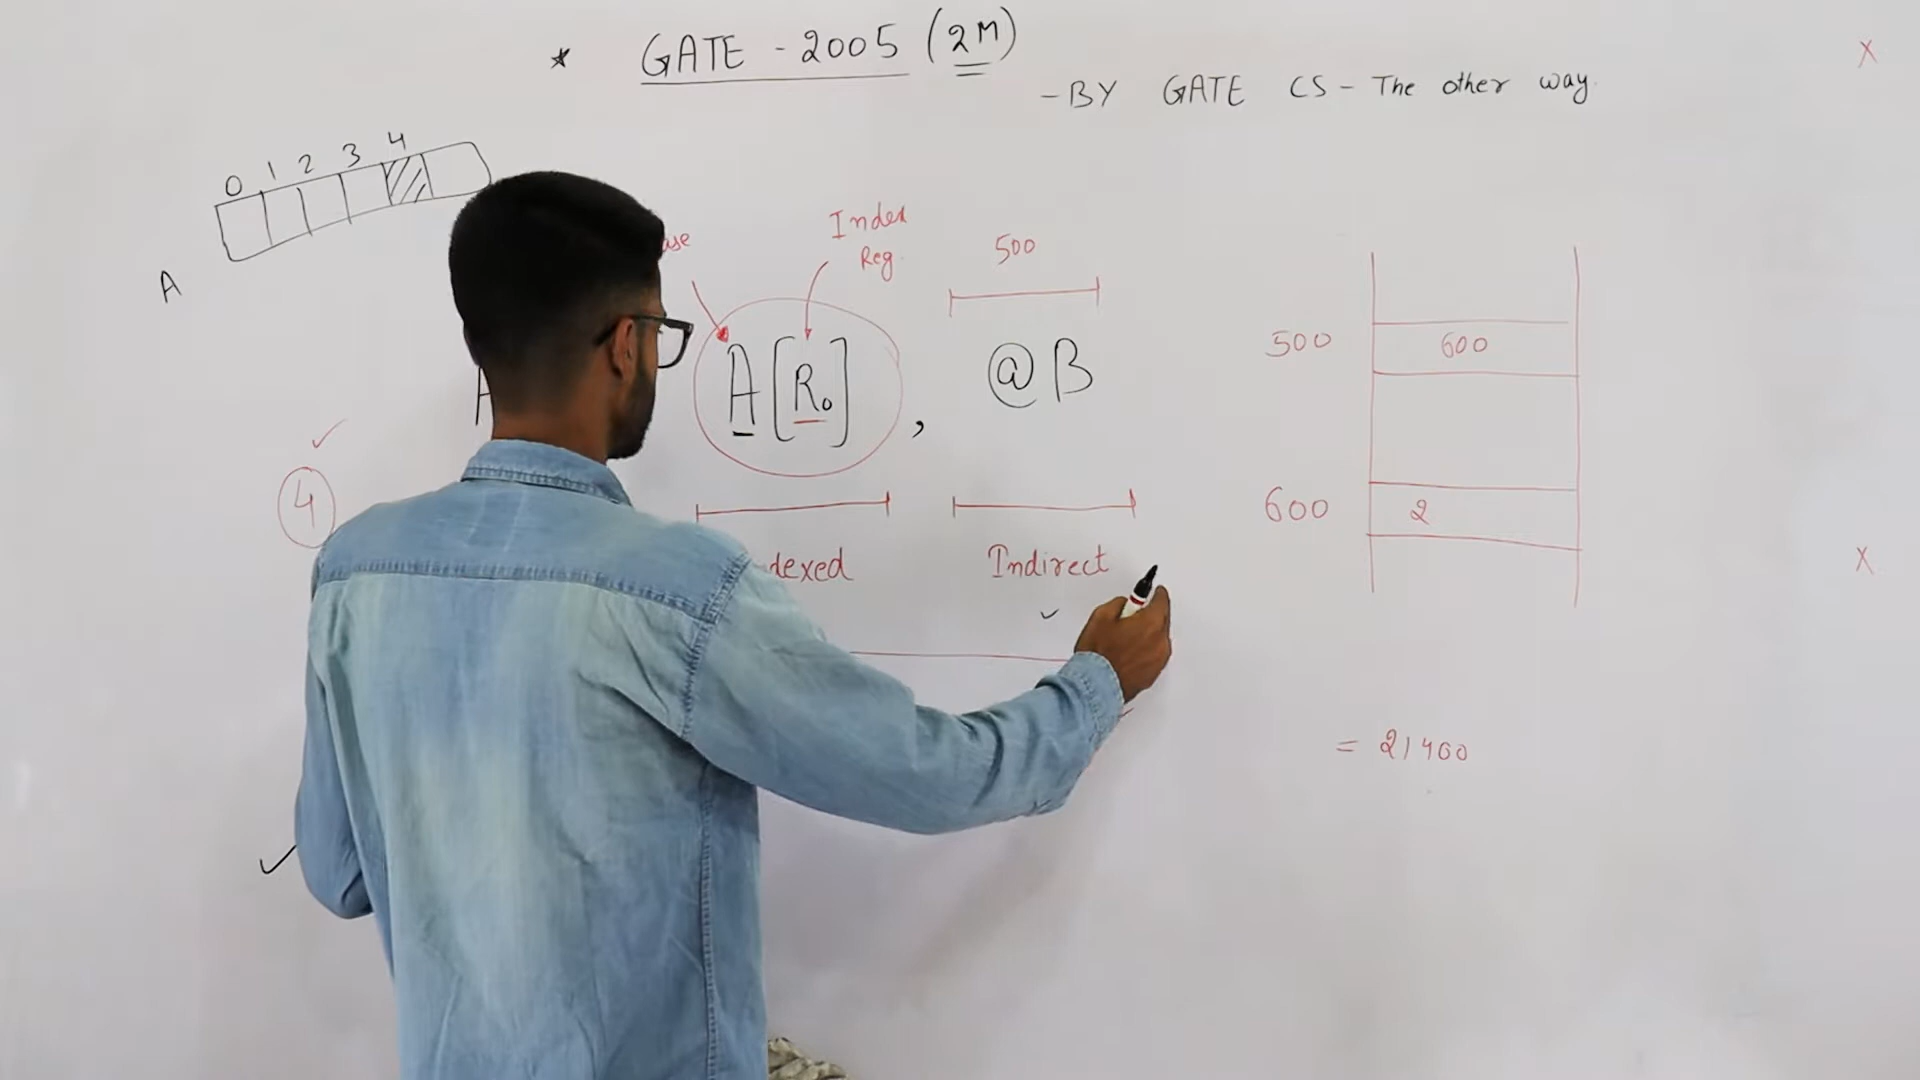 * GATE - 2005 (2M)
- BY GATE CS - The other way.
X
0 1 2 3 4
A
Index
Reg.
500
A[R₀], @B
500 600
4
600 2
Indirect
X
= 21400